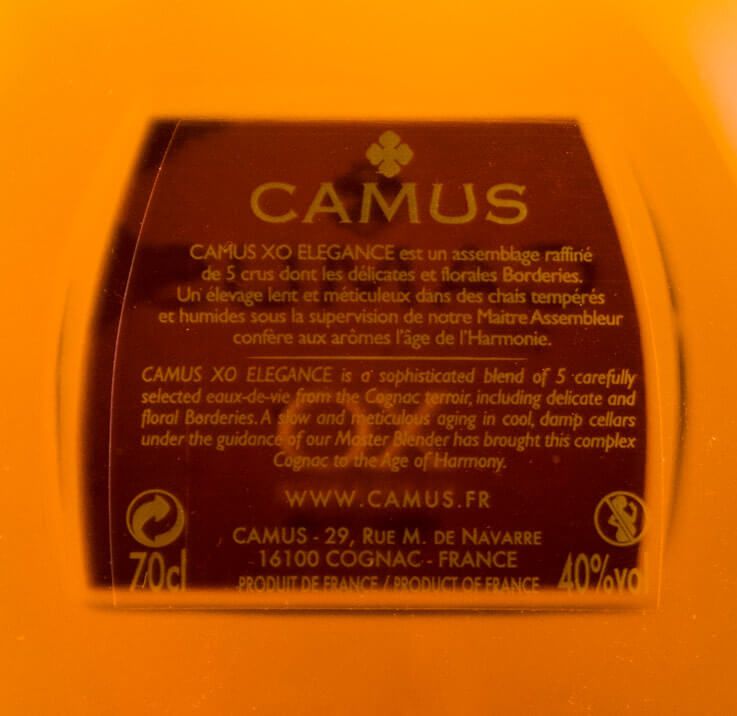 CAMUS
CAMUS XO ELEGANCE est un assemblage raffiné
de 5 crus dont les délicates et florales Borderies.
Un élevage lent et méticuleux dans des chais tempérés
et humides sous la supervision de notre Maitre Assembleur
confère aux arômes l'âge de l'Harmonie.
CAMUS XO ELEGANCE is a sophisticated blend of 5 carefully
selected eaux-de-vie from the Cognac terroir, including delicate and
floral Borderies. A slow and meticulous aging in cool, damp cellars
under the guidance of our Master Blender has brought this complex
Cognac to the Age of Harmony.
WWW.CAMUS.FR
CAMUS - 29, RUE M. DE NAVARRE
16100 COGNAC - FRANCE
70cl PRODUIT DE FRANCE / PRODUCT OF FRANCE 40%vol